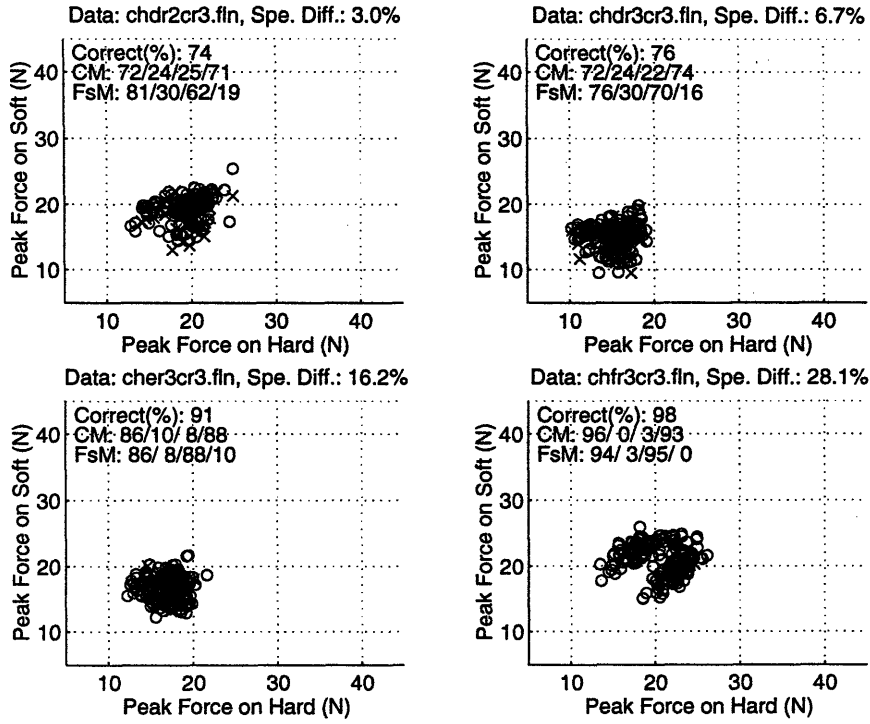 Data: chdr2cr3.fln, Spe. Diff.: 3.0%
Correct(%): 74
CM: 72/24/25/71
FsM: 81/30/62/19
Peak Force on Soft (N)
40
30
20
10
10 20 30 40
Peak Force on Hard (N)
Data: chdr3cr3.fln, Spe. Diff.: 6.7%
Correct(%): 76
CM: 72/24/22/74
FsM: 76/30/70/16
Peak Force on Soft (N)
40
30
20
10
10 20 30 40
Peak Force on Hard (N)
Data: cher3cr3.fln, Spe. Diff.: 16.2%
Correct(%): 91
CM: 86/10/ 8/88
FsM: 86/ 8/88/10
Peak Force on Soft (N)
40
30
20
10
10 20 30 40
Peak Force on Hard (N)
Data: chfr3cr3.fln, Spe. Diff.: 28.1%
Correct(%): 98
CM: 96/ 0/ 3/93
FsM: 94/ 3/95/ 0
Peak Force on Soft (N)
40
30
20
10
10 20 30 40
Peak Force on Hard (N)